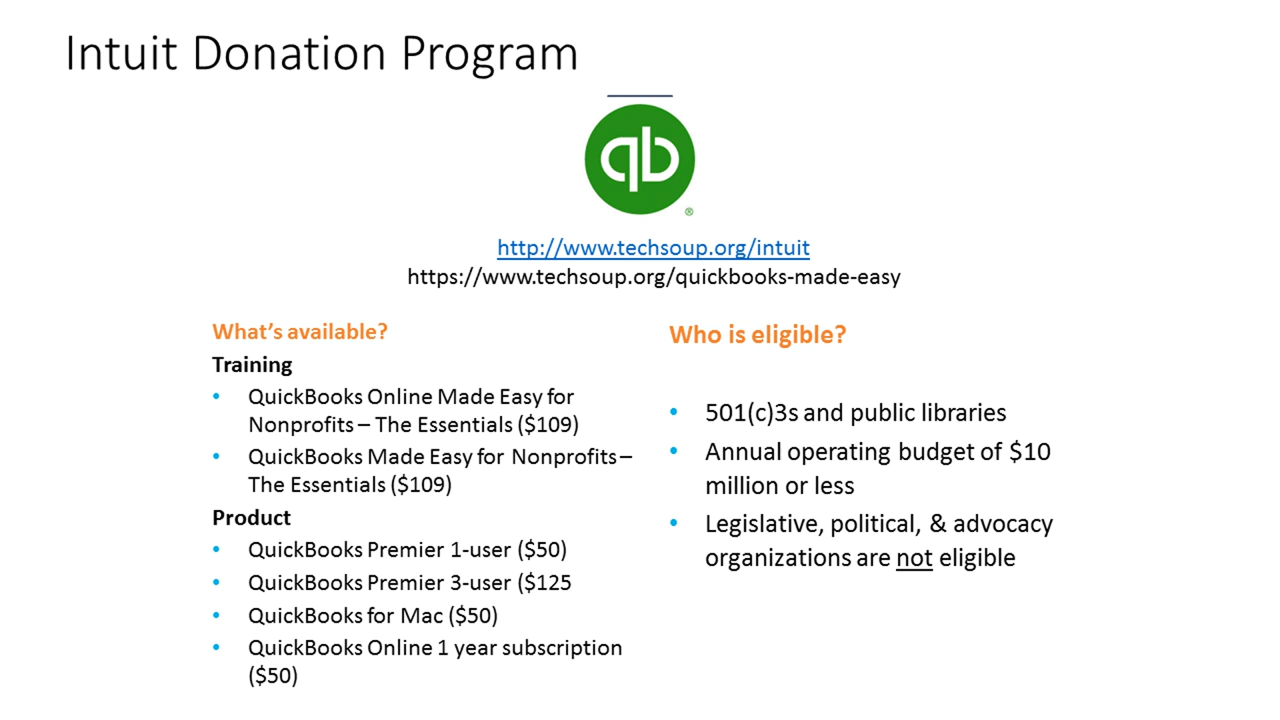 Intuit Donation Program
qb
®
http://www.techsoup.org/intuit
https://www.techsoup.org/quickbooks-made-easy
What's available?
Training
• QuickBooks Online Made Easy for
Nonprofits – The Essentials ($109)
• QuickBooks Made Easy for Nonprofits –
The Essentials ($109)
Product
• QuickBooks Premier 1-user ($50)
• QuickBooks Premier 3-user ($125
• QuickBooks for Mac ($50)
• QuickBooks Online 1 year subscription
($50)
Who is eligible?
• 501(c)3s and public libraries
• Annual operating budget of $10
million or less
• Legislative, political, & advocacy
organizations are not eligible